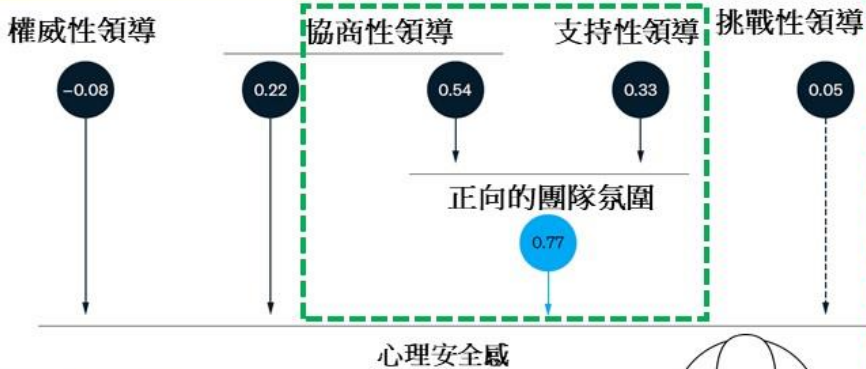 權威性領導
協商性領導
支持性領導
挑戰性領導
−0.08
0.22
0.54
0.33
0.05
正向的團隊氛圍
0.77
心理安全感